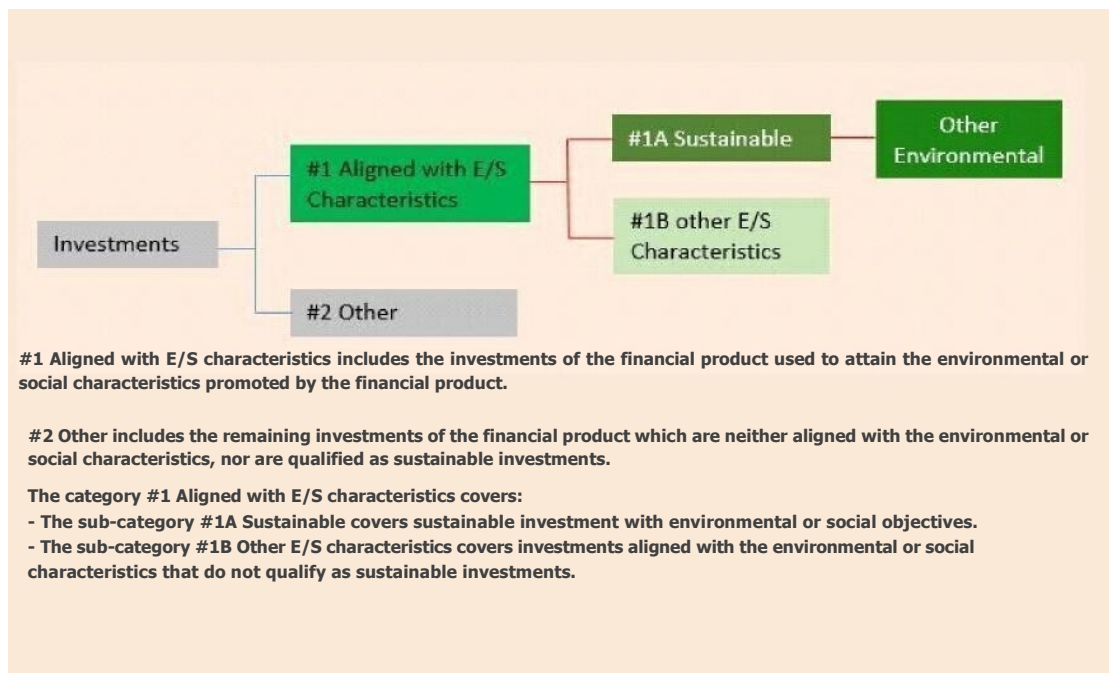 Other
Environmental
#1A Sustainable
#1 Aligned with E/S
Characteristics
#1B other E/S
Characteristics
Investments
#2 Other
#1 Aligned with E/S characteristics includes the investments of the financial product used to attain the environmental or
social characteristics promoted by the financial product.
#2 Other includes the remaining investments of the financial product which are neither aligned with the environmental or
social characteristics, nor are qualified as sustainable investments.
The category #1 Aligned with E/S characteristics covers:
- The sub-category #1A Sustainable covers sustainable investment with environmental or social objectives.
- The sub-category #1B Other E/S characteristics covers investments aligned with the environmental or social
characteristics that do not qualify as sustainable investments.